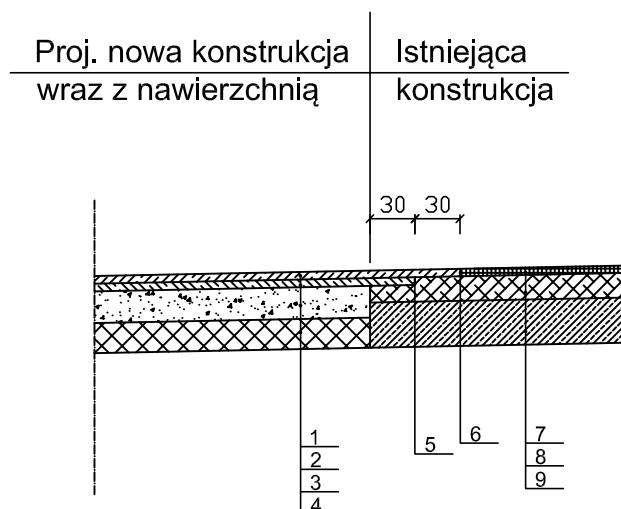 Proj. nowa konstrukcja
wraz z nawierzchnią
Istniejąca
konstrukcja
30 30
1
2
3
4
5
6
7
8
9